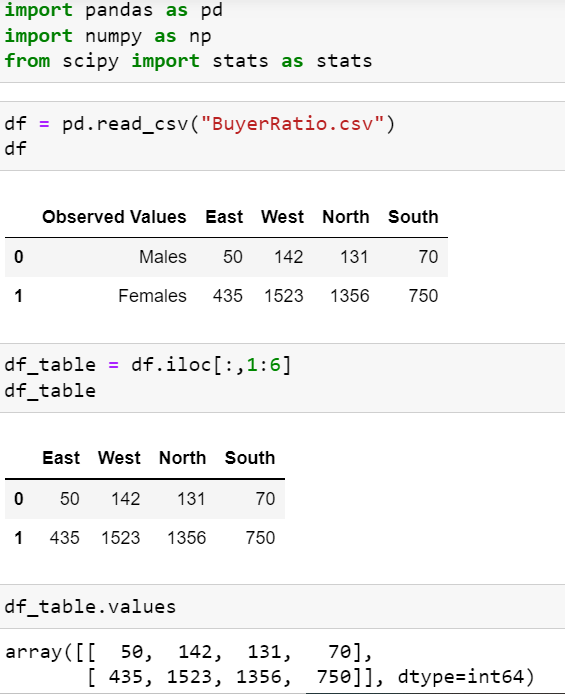 import pandas as pd
import numpy as np
from scipy import stats as stats
df = pd.read_csv("BuyerRatio.csv")
df
Observed Values East West North South
0 Males 50 142 131 70
1 Females 435 1523 1356 750
df_table = df.iloc[:,1:6]
df_table
East West North South
0 50 142 131 70
1 435 1523 1356 750
df_table.values
array([[ 50, 142, 131, 70],
[ 435, 1523, 1356, 750]], dtype=int64)